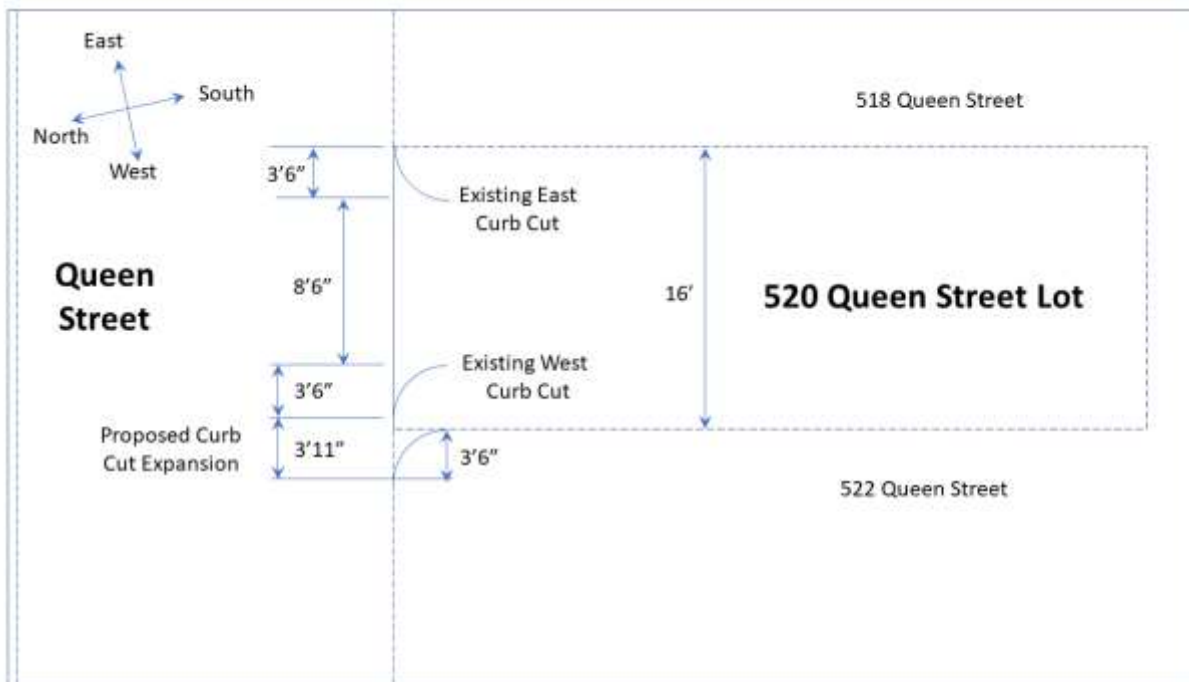 East
South
North
West
518 Queen Street
3’6”
Existing East
Curb Cut
Queen
Street
8’6”
16’
520 Queen Street Lot
Existing West
Curb Cut
3’6”
Proposed Curb
Cut Expansion
3’11”
3’6”
522 Queen Street